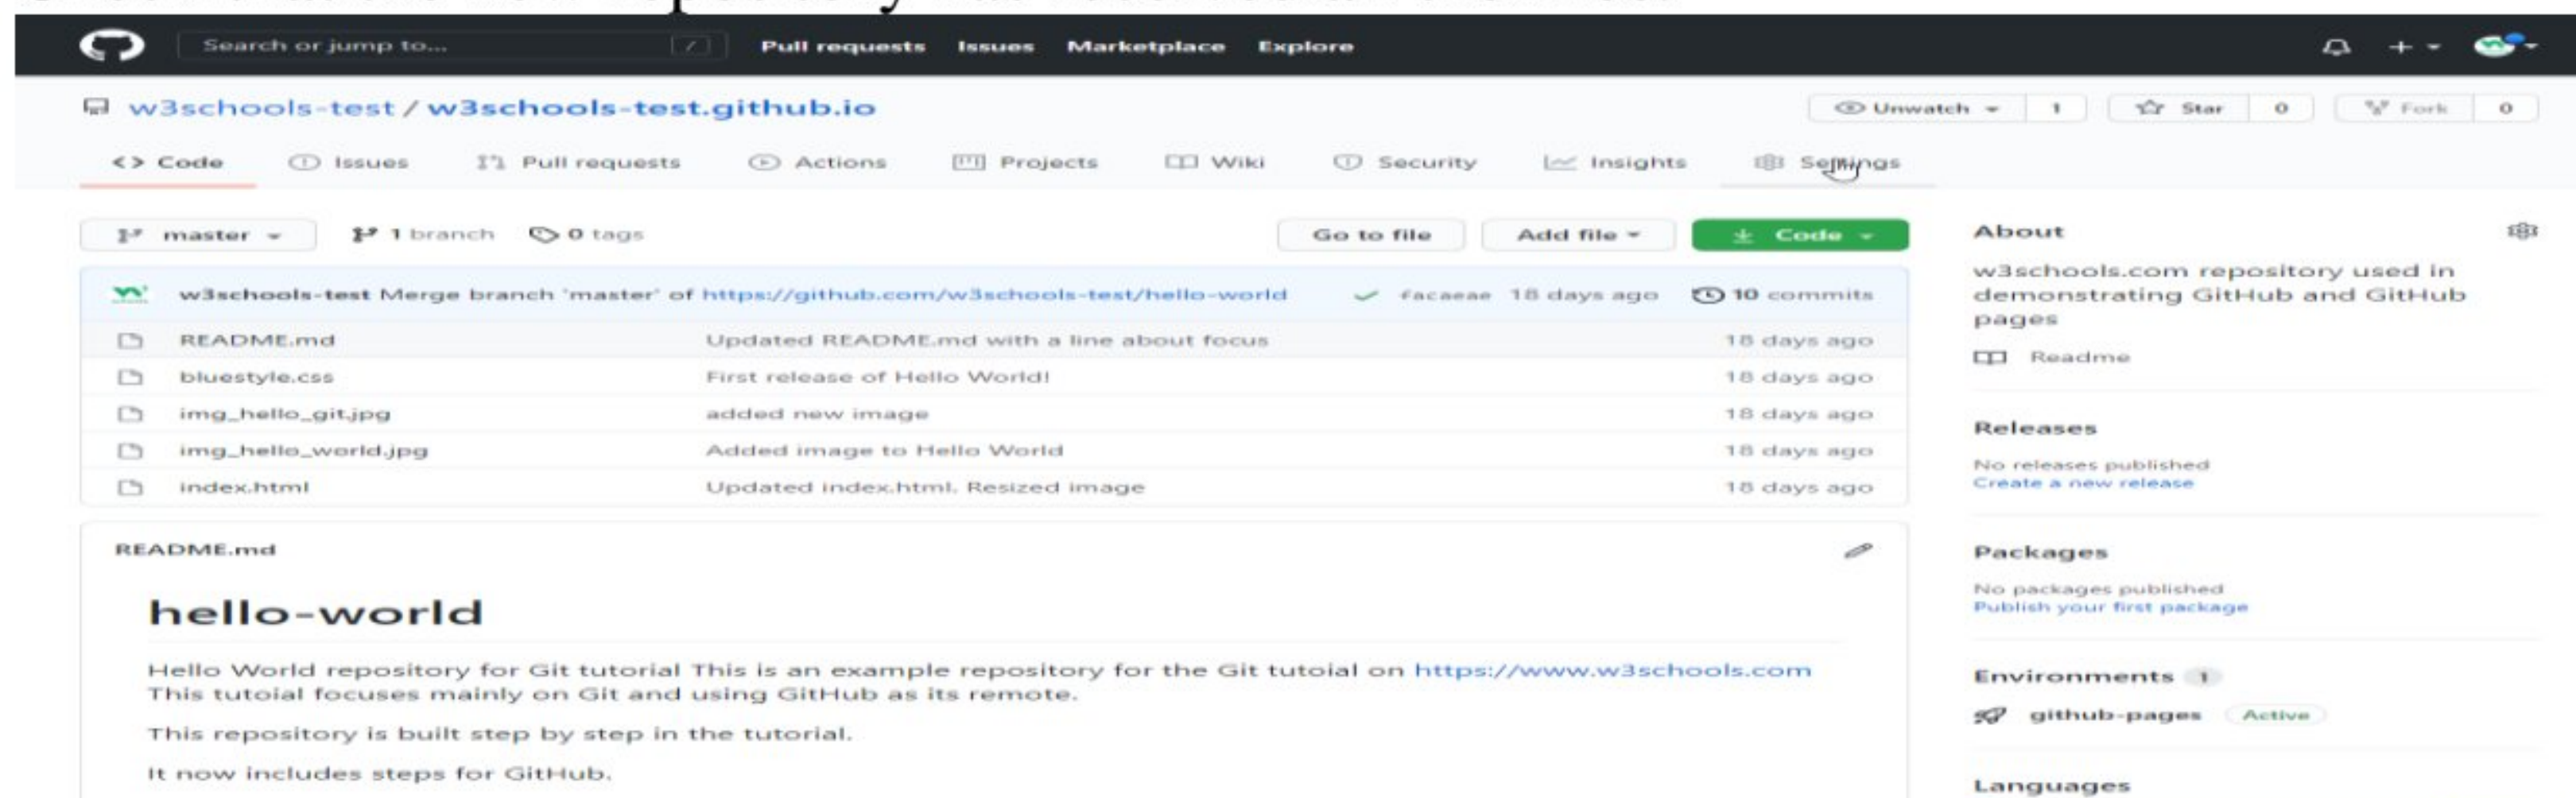 Search or jump to... /
Pull requests Issues Marketplace Explore
w3schools-test / w3schools-test.github.io
Unwatch 1 Star 0 Fork 0
<> Code Issues Pull requests Actions Projects Wiki Security Insights Settings
master 1 branch 0 tags Go to file Add file Code
w3schools-test Merge branch 'master' of https://github.com/w3schools-test/hello-world facaeae 18 days ago 10 commits
README.md Updated README.md with a line about focus 18 days ago
bluestyle.css First release of Hello World! 18 days ago
img_hello_git.jpg added new image 18 days ago
img_hello_world.jpg Added image to Hello World 18 days ago
index.html Updated index.html. Resized image 18 days ago
README.md
hello-world
Hello World repository for Git tutorial This is an example repository for the Git tutoial on https://www.w3schools.com
This tutoial focuses mainly on Git and using GitHub as its remote.
This repository is built step by step in the tutorial.
It now includes steps for GitHub.
About
w3schools.com repository used in
demonstrating GitHub and GitHub
pages
Readme
Releases
No releases published
Create a new release
Packages
No packages published
Publish your first package
Environments 1
github-pages Active
Languages